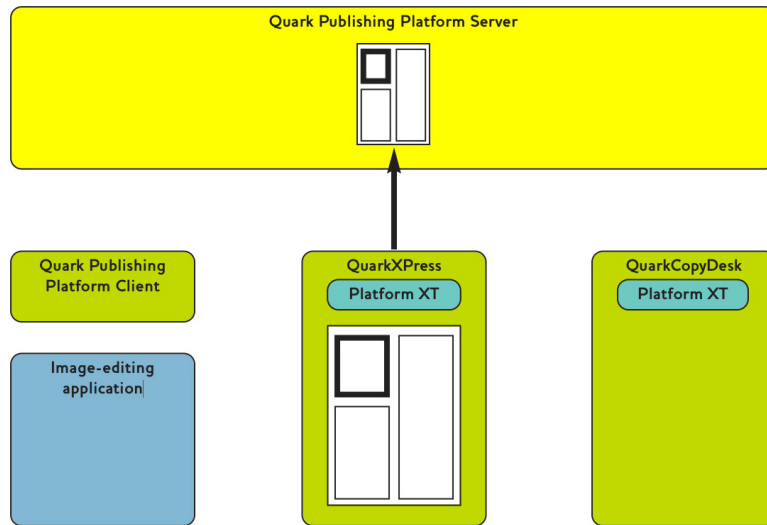 Quark Publishing Platform Server
Quark Publishing
Platform Client
QuarkXPress
Platform XT
QuarkCopyDesk
Platform XT
Image-editing
application